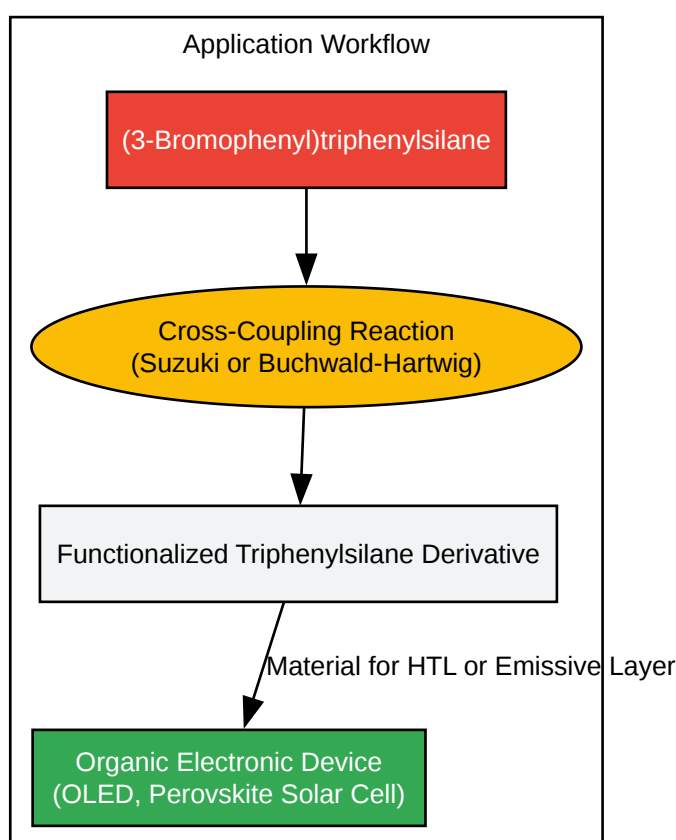 Application Workflow
(3-Bromophenyl)triphenylsilane
Cross-Coupling Reaction
(Suzuki or Buchwald-Hartwig)
Functionalized Triphenylsilane Derivative
Material for HTL or Emissive Layer
Organic Electronic Device
(OLED, Perovskite Solar Cell)